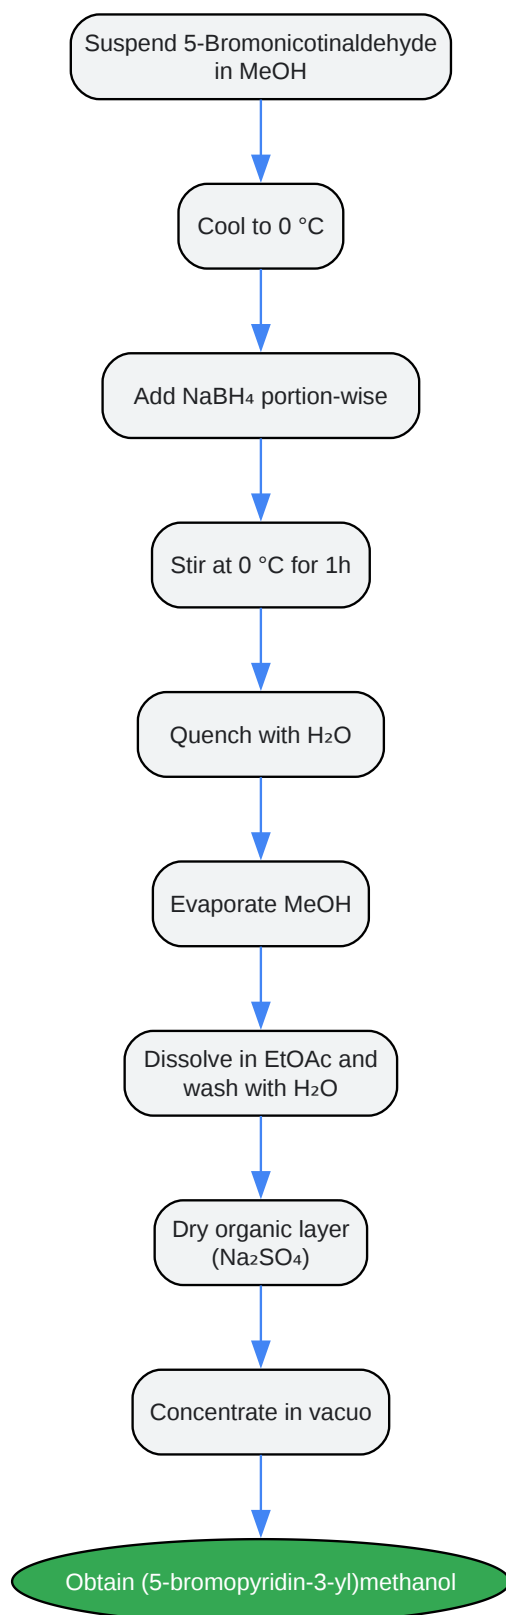 Suspend 5-Bromonicotinaldehyde
in MeOH
Cool to 0 °C
Add NaBH₄ portion-wise
Stir at 0 °C for 1h
Quench with H₂O
Evaporate MeOH
Dissolve in EtOAc and
wash with H₂O
Dry organic layer
(Na₂SO₄)
Concentrate in vacuo
Obtain (5-bromopyridin-3-yl)methanol